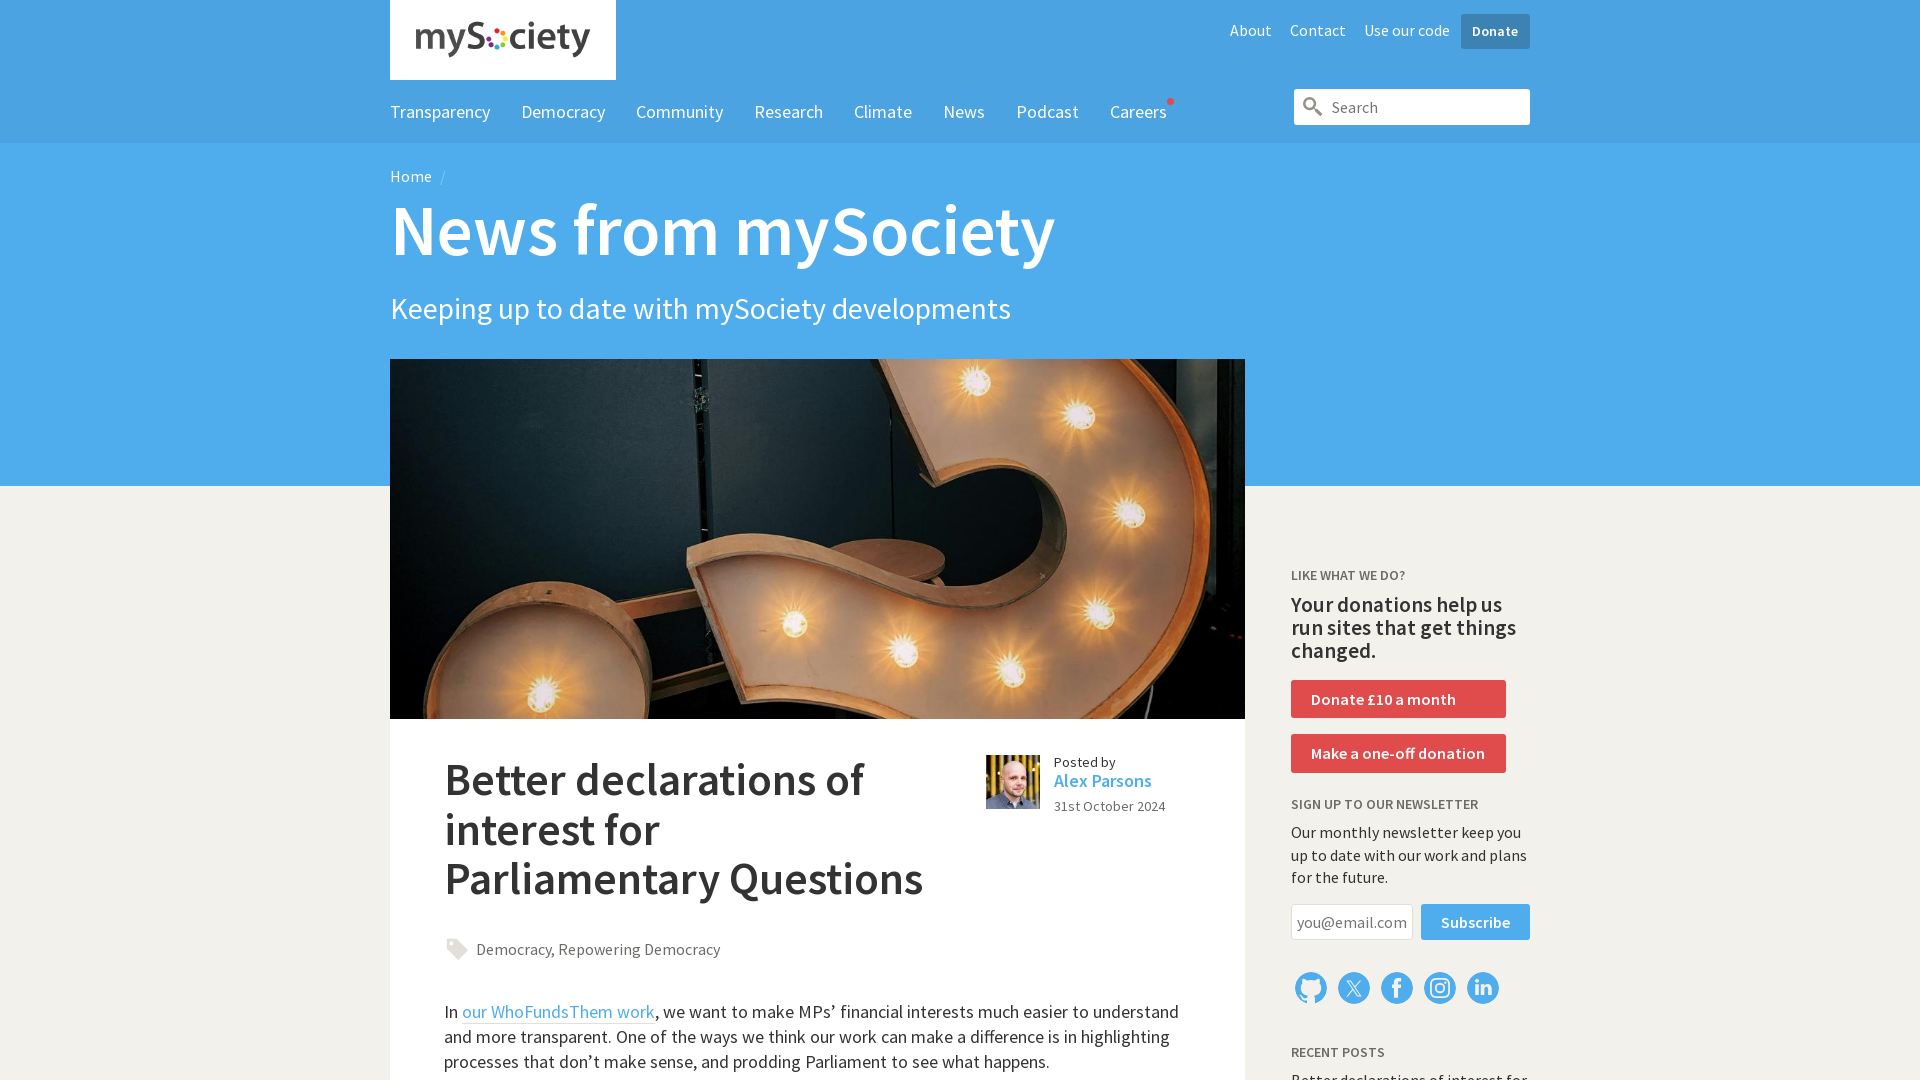 mySociety
About
Contact
Use our code
Donate
Transparency
Democracy
Community
Research
Climate
News
Podcast
Careers
Search
Home /
News from mySociety
Keeping up to date with mySociety developments
Better declarations of
interest for
Parliamentary Questions
Posted by
Alex Parsons
31st October 2024
Democracy, Repowering Democracy
In our WhoFundsThem work, we want to make MPs’ financial interests much easier to understand
and more transparent. One of the ways we think our work can make a difference is in highlighting
processes that don’t make sense, and prodding Parliament to see what happens.
LIKE WHAT WE DO?
Your donations help us
run sites that get things
changed.
Donate £10 a month
Make a one-off donation
SIGN UP TO OUR NEWSLETTER
Our monthly newsletter keep you
up to date with our work and plans
for the future.
you@email.com
Subscribe
RECENT POSTS
Better declarations of interest for